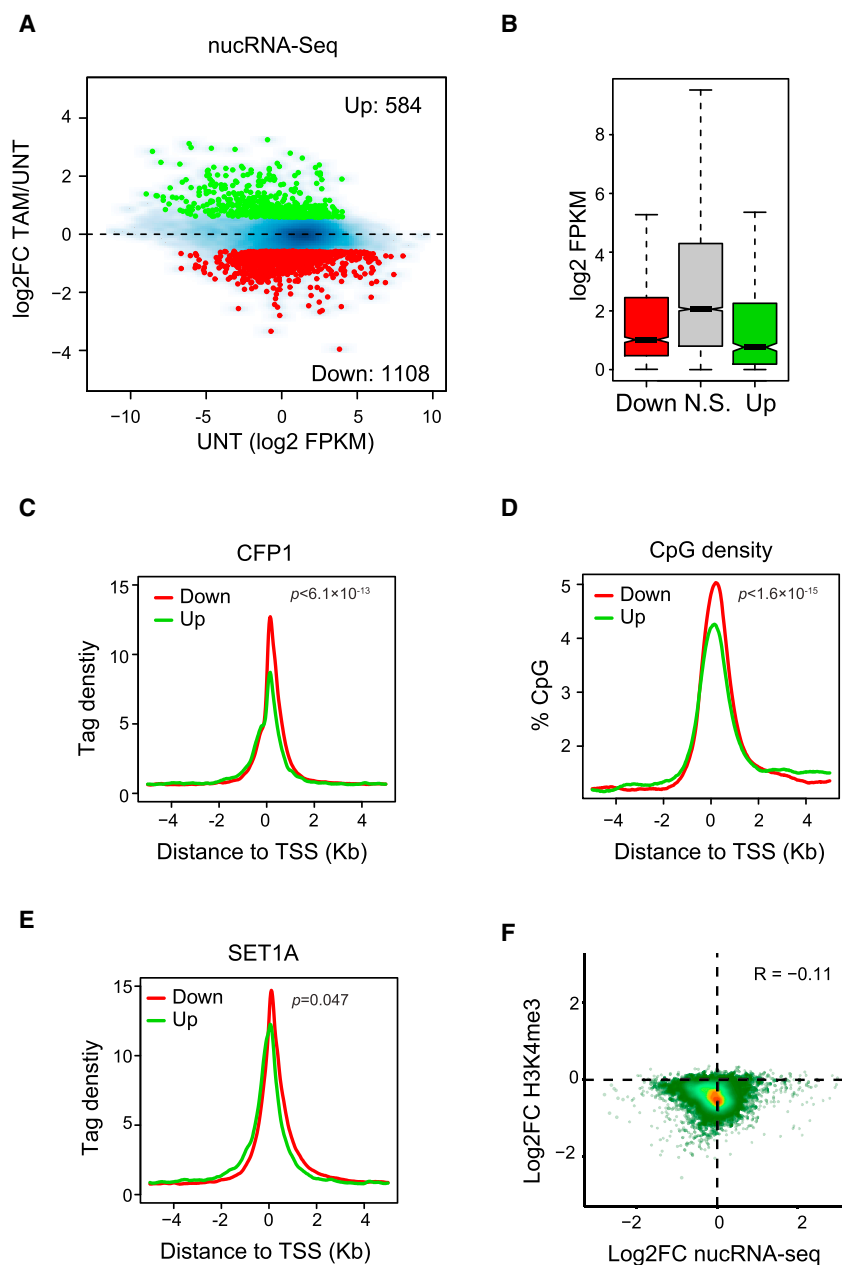 A
nucRNA-Seq
Up: 584
Down: 1108
log2FC TAM/UNT
4
2
0
−2
−4
−10
−5
0
5
10
UNT (log2 FPKM)
B
log2 FPKM
8
6
4
2
0
Down N.S. Up
C
CFP1
Down
Up
p<6.1×10-13
Tag denstiy
15
10
5
0
−4 −2 0 2 4
Distance to TSS (Kb)
D
CpG density
Down
Up
p<1.6×10-15
% CpG
5
4
3
2
−4 −2 0 2 4
Distance to TSS (Kb)
E
SET1A
Down
Up
p=0.047
Tag denstiy
15
10
5
0
−4 -2 0 2 4
Distance to TSS (Kb)
F
R = −0.11
Log2FC H3K4me3
2
0
−2
−2 0 2
Log2FC nucRNA-seq